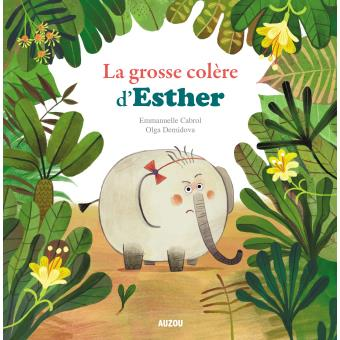 La grosse colère
d'Esther
Emmanuelle Cabrol
Olga Demidova
AUZOU